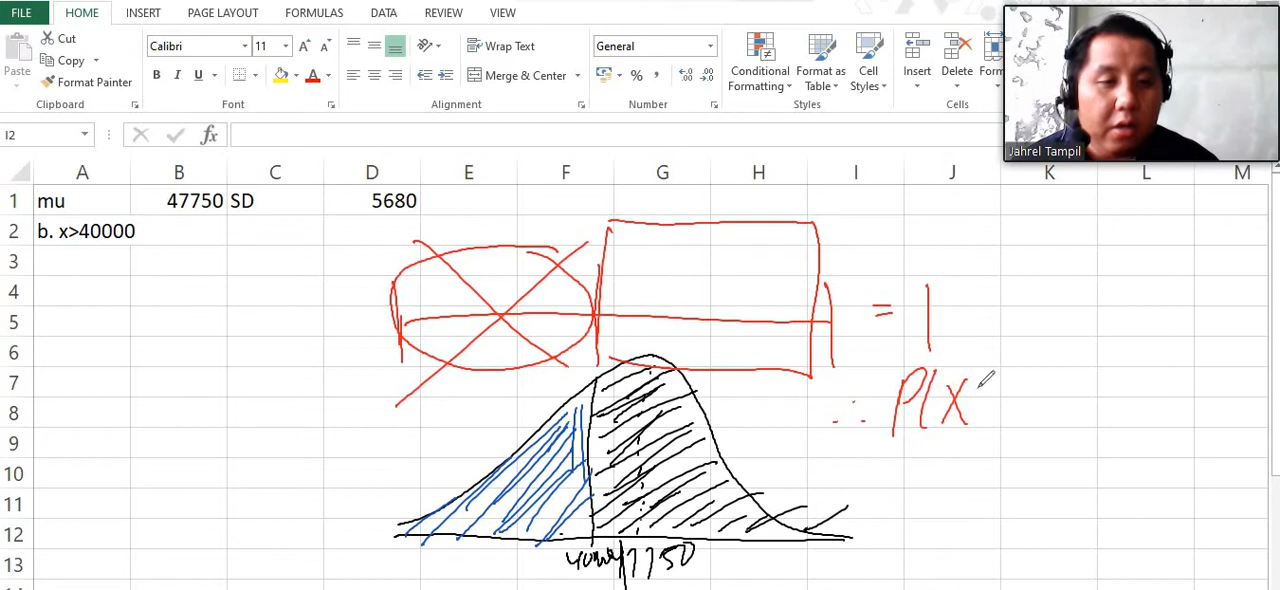 FILE HOME INSERT PAGE LAYOUT FORMULAS DATA REVIEW VIEW
Cut
Copy
Format Painter
Paste
Clipboard
Calibri 11 A A
B I U A
Font
Wrap Text
Merge & Center
Alignment
General
% ,
Number
Conditional Formatting
Format as Table
Cell Styles
Styles
Insert
Delete
Form
Cells
Jahrel Tampil
I2 fx
A B C D E F G H I J K L M
1 mu 47750 SD 5680
2 b. x>40000
3
4
5
6
7
8
9
10
11
12
13
= 1
∴ P(X